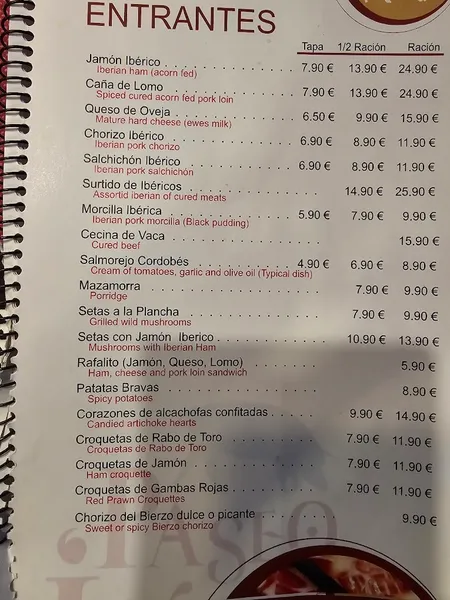 ENTRANTES
Tapa 1/2 Ración Ración
Jamón Ibérico 7.90 € 13.90 € 24.90 €
Iberian ham (acorn fed)
Caña de Lomo 7.90 € 13.90 € 24.90 €
Spiced cured acorn fed pork loin
Queso de Oveja 6.50 € 9.90 € 15.90 €
Mature hard cheese (ewes milk)
Chorizo Ibérico 6.90 € 8.90 € 11.90 €
Iberian pork chorizo
Salchichón Ibérico 6.90 € 8.90 € 11.90 €
Iberian pork salchichón
Surtido de Ibéricos 14.90 € 25.90 €
Assortid iberian of cured meats
Morcilla Ibérica 5.90 € 7.90 € 9.90 €
Iberian pork morcilla (Black pudding)
Cecina de Vaca 15.90 €
Cured beef
Salmorejo Cordobés 4.90 € 6.90 € 8.90 €
Cream of tomatoes, garlic and olive oil (Typical dish)
Mazamorra 7.90 € 9.90 €
Porridge
Setas a la Plancha 7.90 € 9.90 €
Grilled wild mushrooms
Setas con Jamón Iberico 10.90 € 13.90 €
Mushrooms with Iberian Ham
Rafalito (Jamón, Queso, Lomo) 5.90 €
Ham, cheese and pork loin sandwich
Patatas Bravas 8.90 €
Spicy potatoes
Corazones de alcachofas confitadas 9.90 € 14.90 €
Candied artichoke hearts
Croquetas de Rabo de Toro 7.90 € 11.90 €
Croquetas de Rabo de Toro
Croquetas de Jamón 7.90 € 11.90 €
Ham croquette
Croquetas de Gambas Rojas 7.90 € 11.90 €
Red Prawn Croquettes
Chorizo del Bierzo dulce o picante 9.90 €
Sweet or spicy Bierzo chorizo